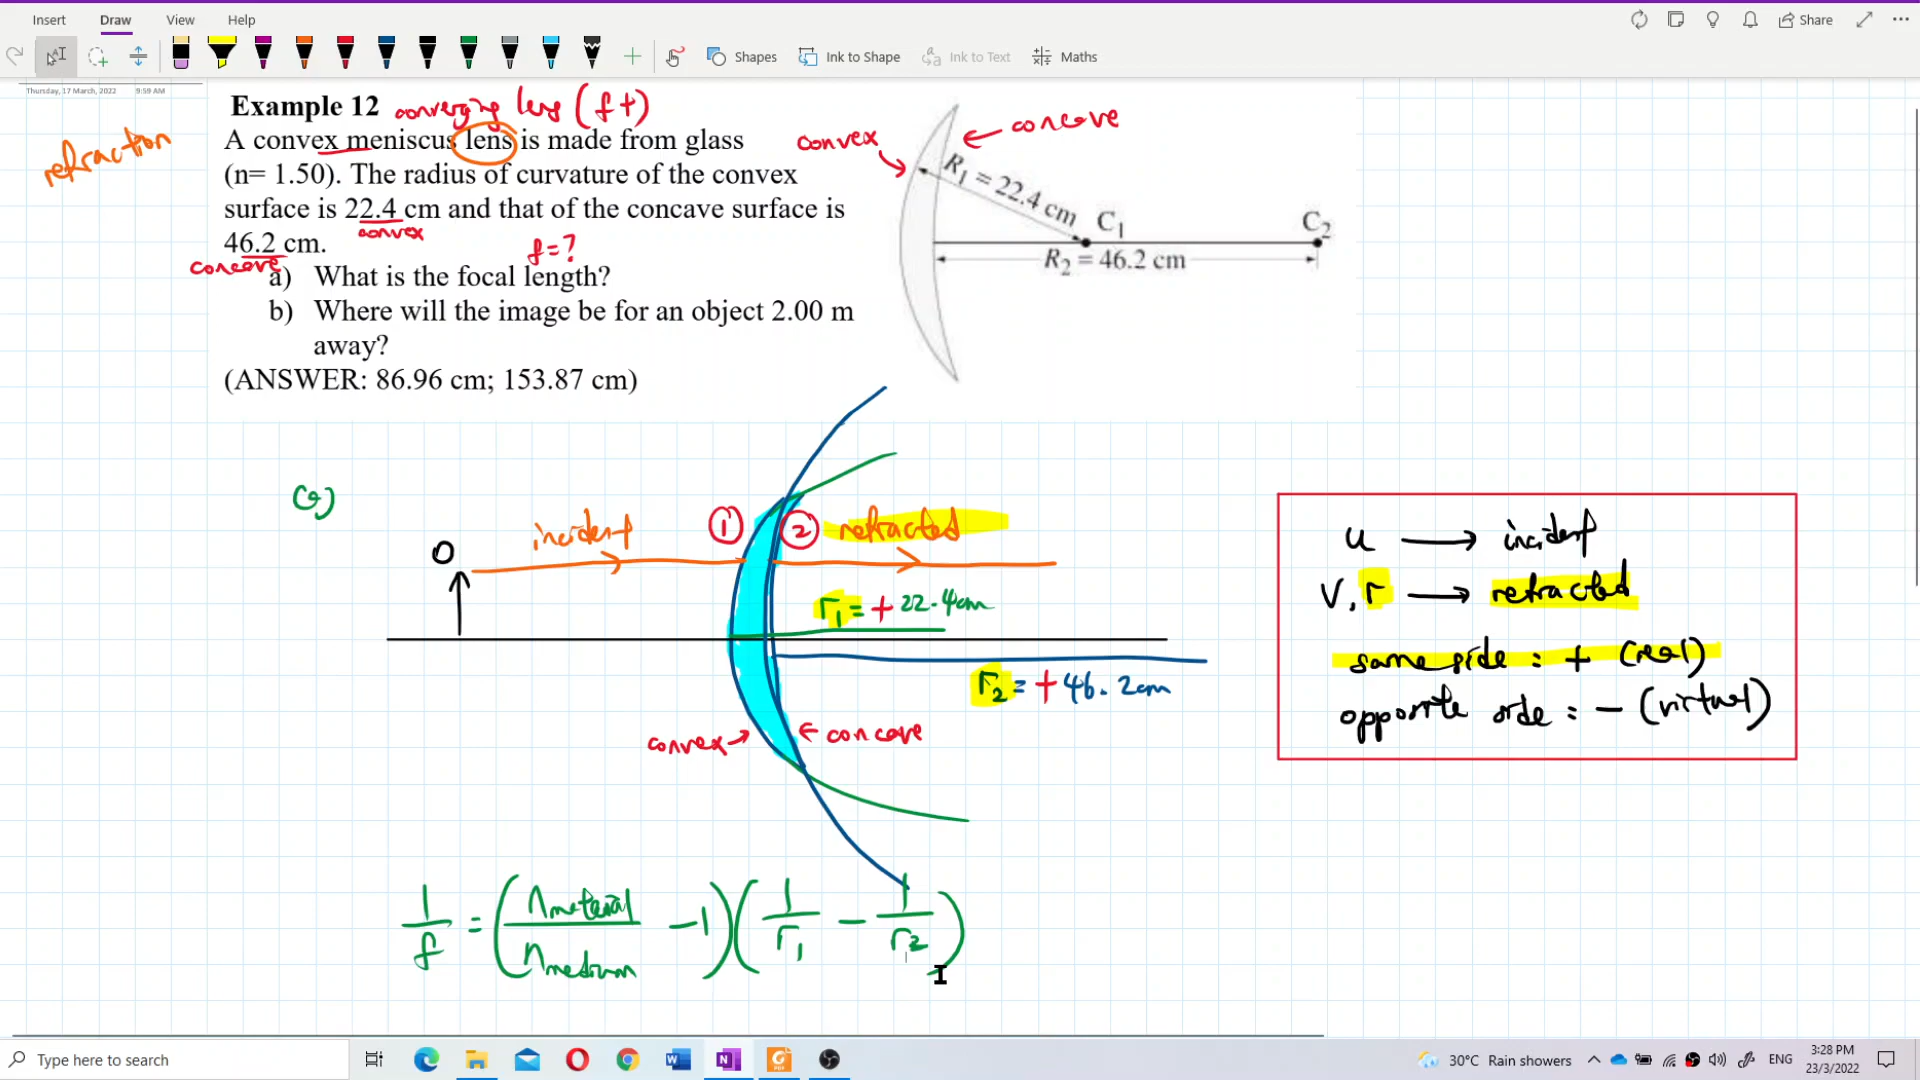 Insert Draw View Help
Share
Shapes Ink to Shape Ink to Text Maths
Thursday, 17 March, 2022 9:59 AM
Example 12 converging lens (f+)
refraction
A convex meniscus lens is made from glass
(n= 1.50). The radius of curvature of the convex
surface is 22.4 cm and that of the concave surface is
convex
46.2 cm.
concave
f=?
a) What is the focal length?
b) Where will the image be for an object 2.00 m
away?
(ANSWER: 86.96 cm; 153.87 cm)
convex
concave
R1 = 22.4 cm C1 C2
R2 = 46.2 cm
(a)
O incident ① ② refracted
r1 = + 22.4cm
r2 = + 46.2cm
convex concave
u → incident
v, r → refracted
same side : + (real)
opposite side : - (virtual)
1/f = (nmaterial/nmedium - 1)(1/r1 - 1/r2)
Type here to search
30°C Rain showers ENG 3:28 PM
23/3/2022